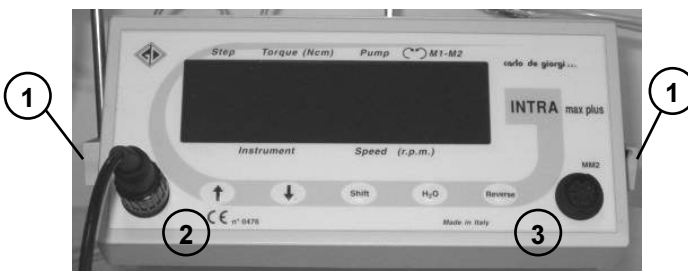 Step Torque (Ncm) Pump M1-M2
carlo de giorgi s.r.l.
1
1
INTRA max plus
Instrument Speed (r.p.m.)
MM2
Shift H₂O Reverse
2
CE n° 0476
Made in Italy
3